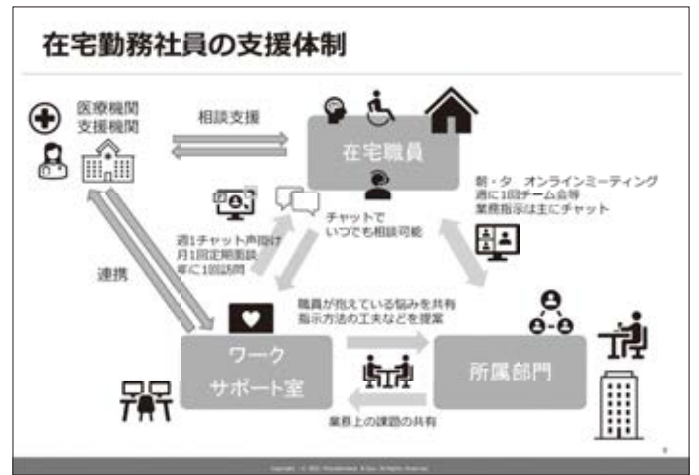 在宅勤務社員の支援体制
医療機関
支援機関
相談支援
在宅職員
朝・夕 オンラインミーティング
週に1回チーム会等
業務指示は主にチャット
チャットで
いつでも相談可能
週1チャット声掛け
月1回定期面談
年に1回訪問
連携
職員が抱えている悩みを共有
指示方法の工夫などを提案
ワーク
サポート室
所属部門
業務上の課題の共有